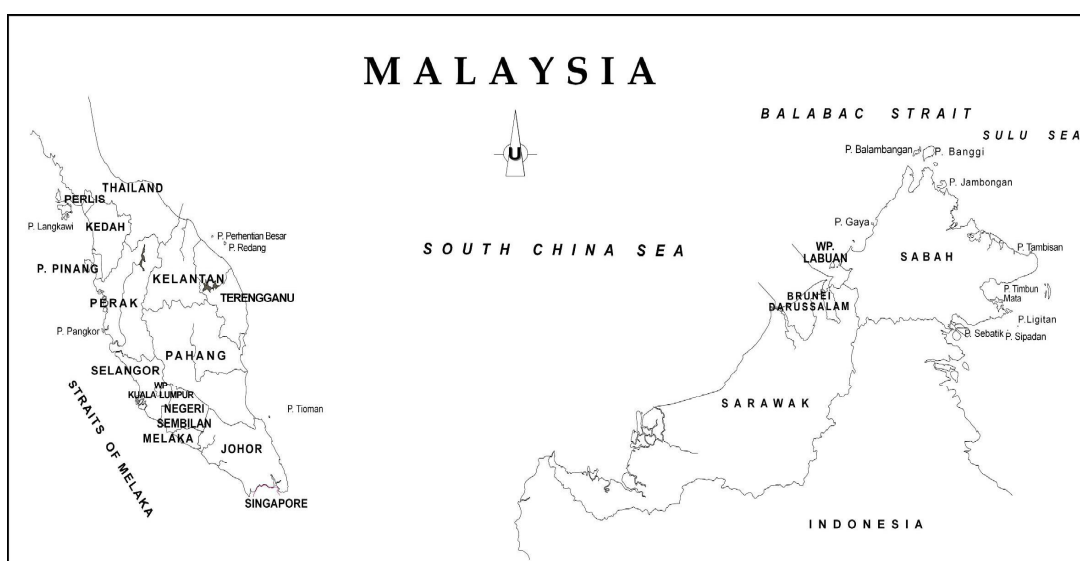 MALAYSIA
BALABAC STRAIT
SULU SEA
U
P. Balambangan
P. Banggi
P. Jambongan
THAILAND
PERLIS
P. Langkawi
KEDAH
P. Gaya
P. Perhentian Besar
P. Redang
SOUTH CHINA SEA
WP.
LABUAN
SABAH
P. Tambisan
P. PINANG
KELANTAN
TERENGGANU
PERAK
BRUNEI
DARUSSALAM
P. Timbun
Mata
P. Pangkor
P.Ligitan
P. Sebatik
P. Sipadan
PAHANG
SELANGOR
WP
KUALA LUMPUR
NEGERI
SEMBILAN
P. Tioman
SARAWAK
MELAKA
JOHOR
STRAITS OF MELAKA
SINGAPORE
INDONESIA